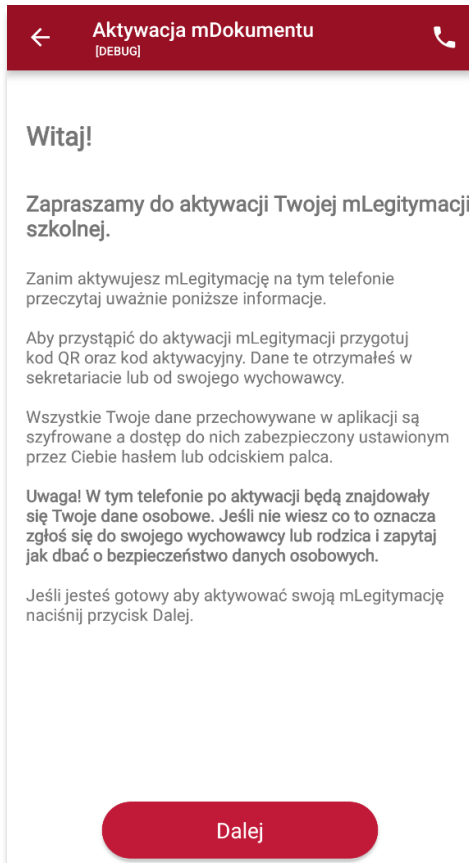 Aktywacja mDokumentu
[DEBUG]
Witaj!
Zapraszamy do aktywacji Twojej mLegitymacji
szkolnej.
Zanim aktywujesz mLegitymację na tym telefonie
przeczytaj uważnie poniższe informacje.
Aby przystąpić do aktywacji mLegitymacji przygotuj
kod QR oraz kod aktywacyjny. Dane te otrzymałeś w
sekretariacie lub od swojego wychowawcy.
Wszystkie Twoje dane przechowywane w aplikacji są
szyfrowane a dostęp do nich zabezpieczony ustawionym
przez Ciebie hasłem lub odciskiem palca.
Uwaga! W tym telefonie po aktywacji będą znajdowały
się Twoje dane osobowe. Jeśli nie wiesz co to oznacza
zgłoś się do swojego wychowawcy lub rodzica i zapytaj
jak dbać o bezpieczeństwo danych osobowych.
Jeśli jesteś gotowy aby aktywować swoją mLegitymację
naciśnij przycisk Dalej.
Dalej